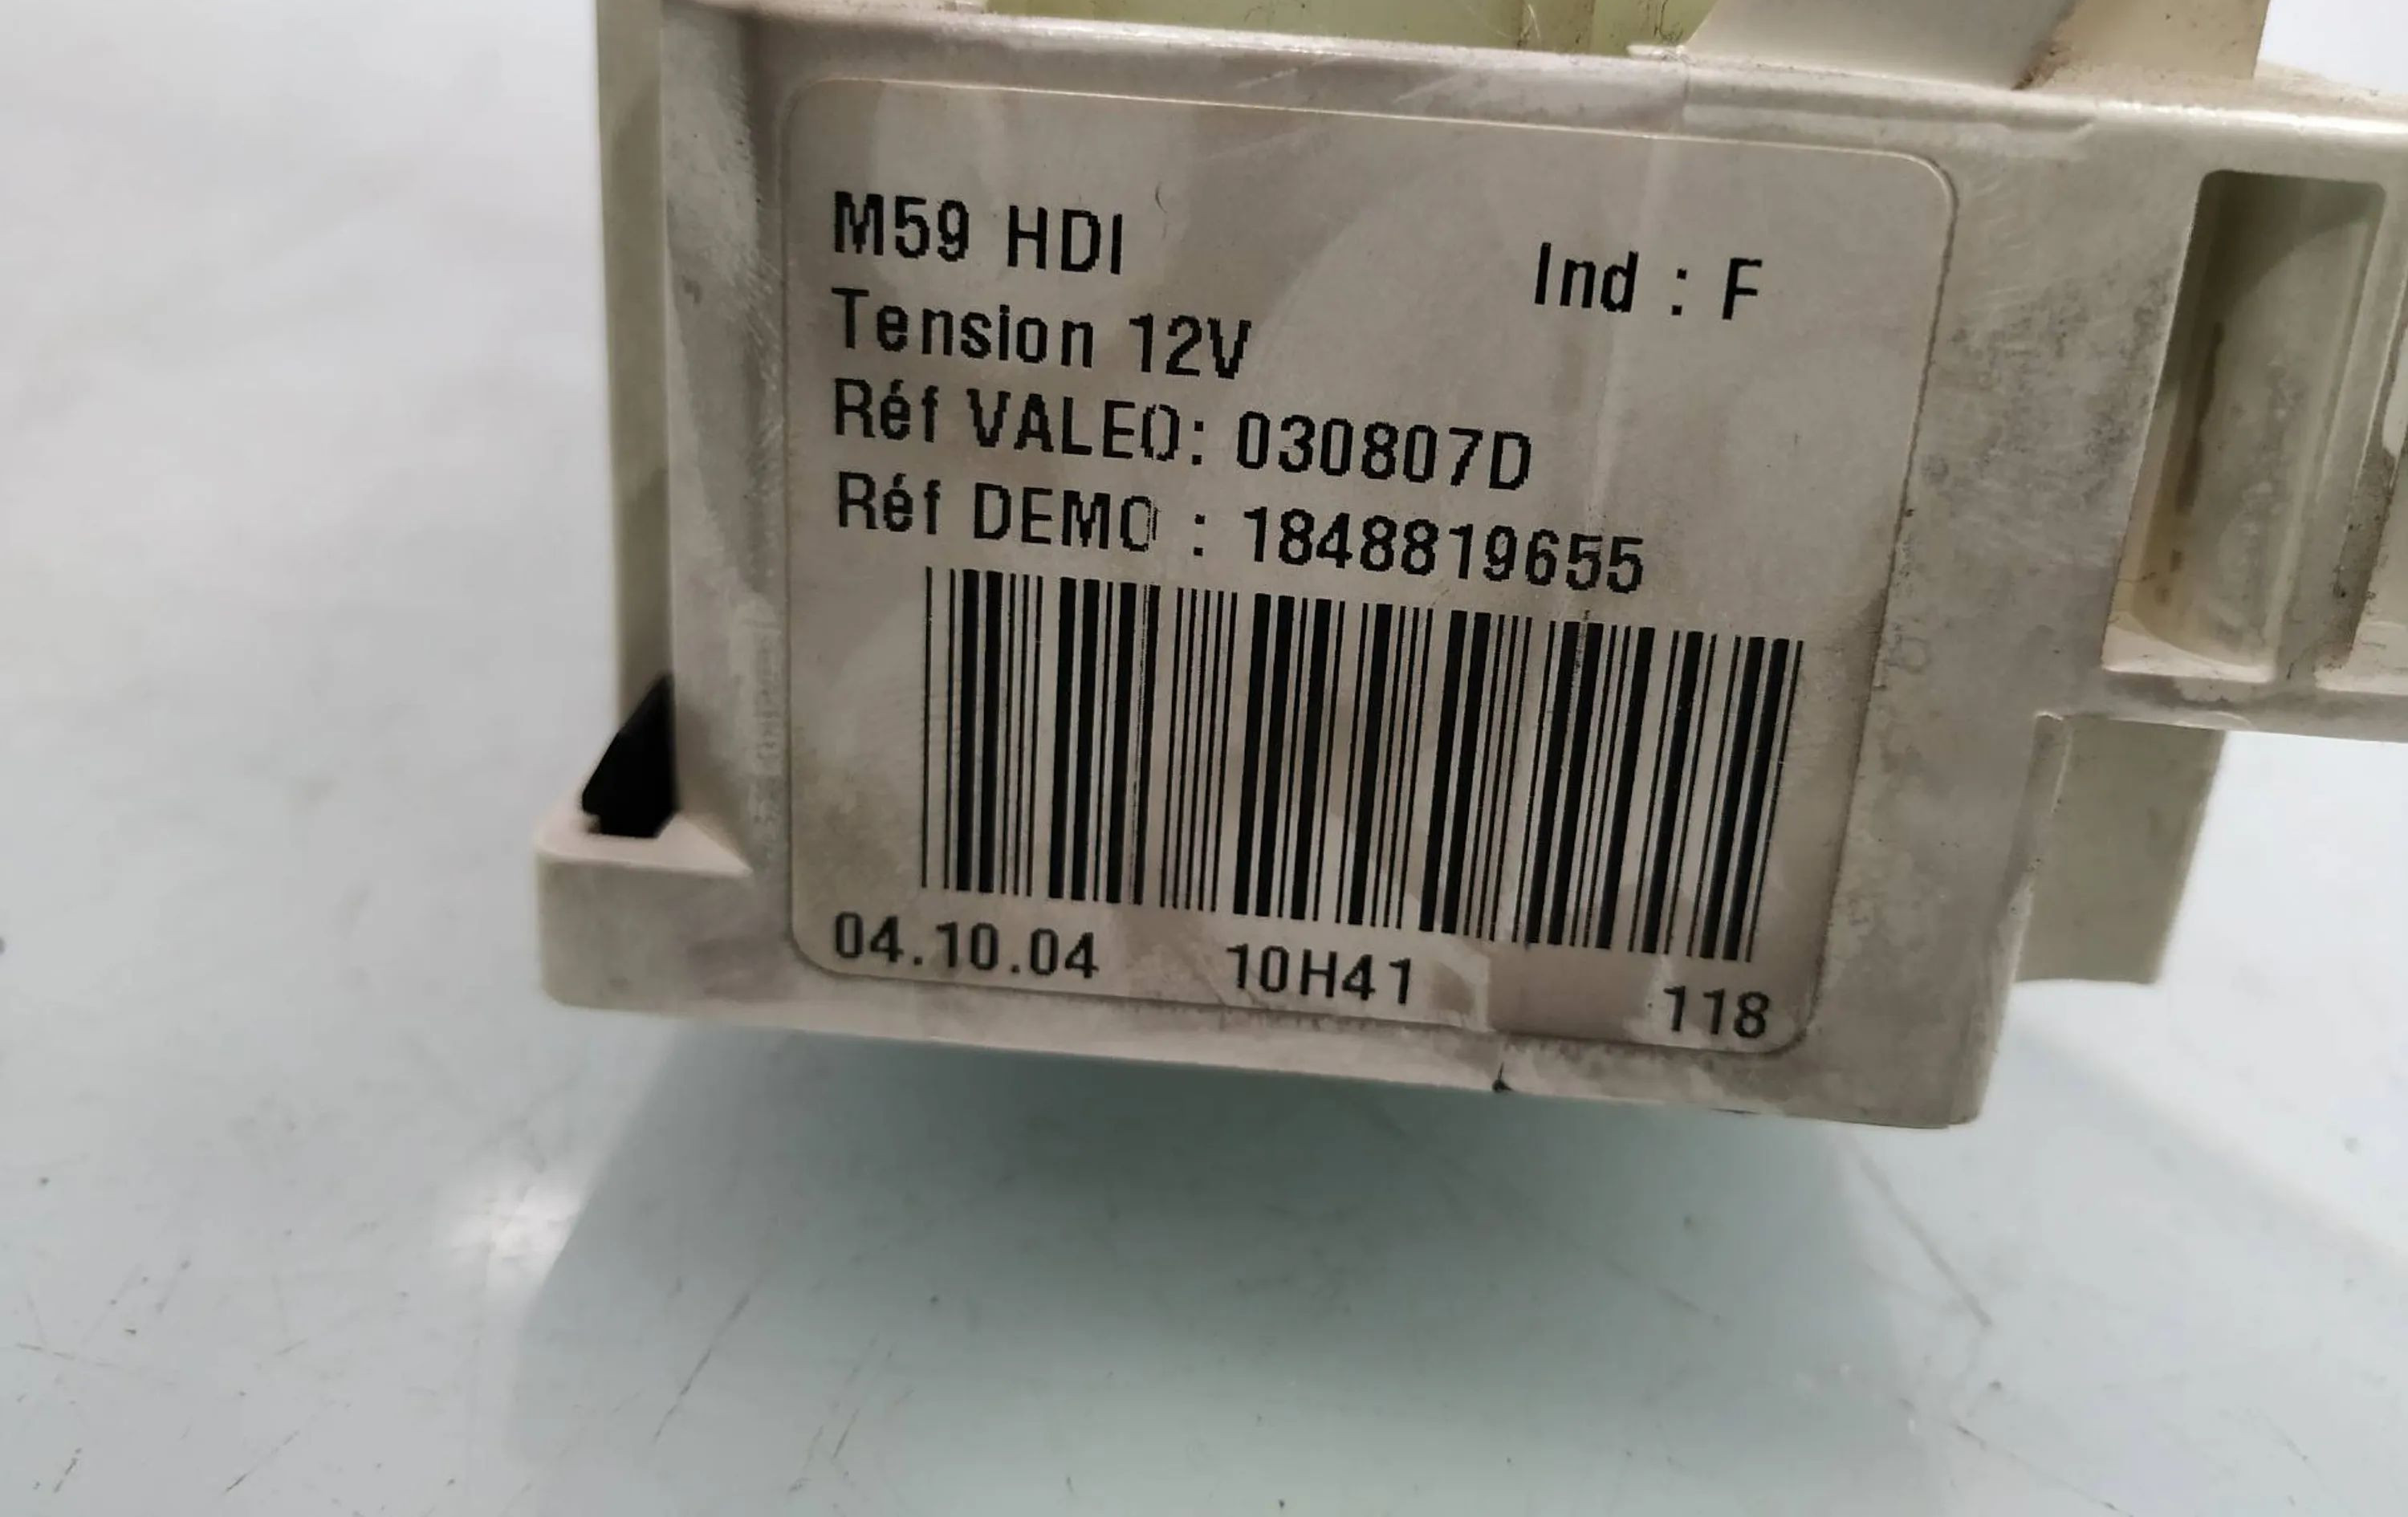 M59 HDI Ind : F
Tension 12V
Réf VALEO: 030807D
Réf DEMO : 1848819655
04.10.04 10H41 118